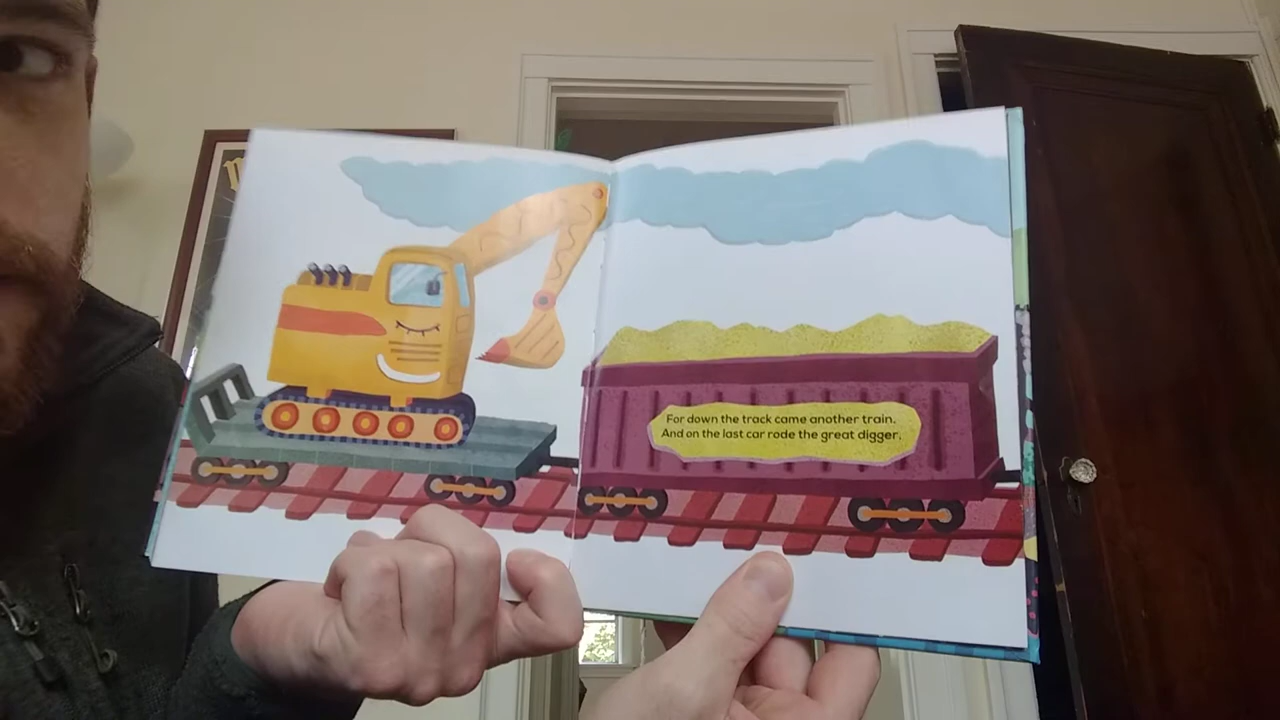 For down the track came another train.
And on the last car rode the great digger.